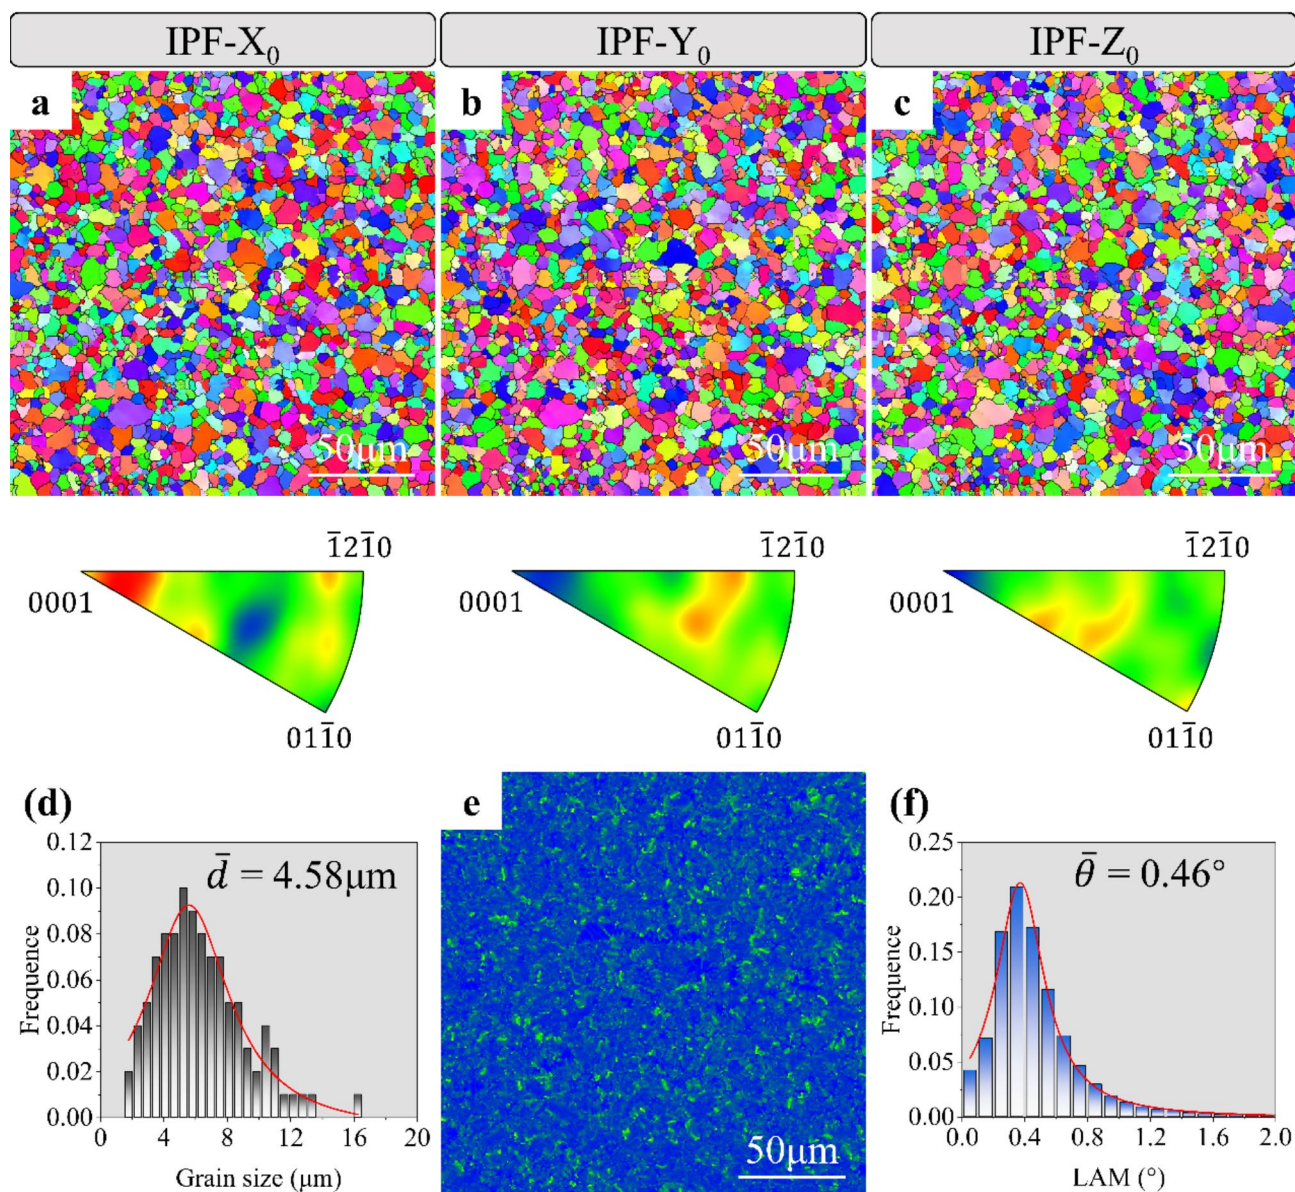 IPF-X₀ IPF-Y₀ IPF-Z₀
a b c
50μm 50μm 50μm
1̅21̅0 1̅21̅0 1̅21̅0
0001 0001 0001
011̅0 011̅0 011̅0
(d) e (f)
d̅ = 4.58μm
Frequence
0.12
0.10
0.08
0.06
0.04
0.02
0.00
0 4 8 12 16 20
Grain size (μm)
50μm
θ̅ = 0.46°
Frequence
0.25
0.20
0.15
0.10
0.05
0.00
0.0 0.4 0.8 1.2 1.6 2.0
LAM (°)